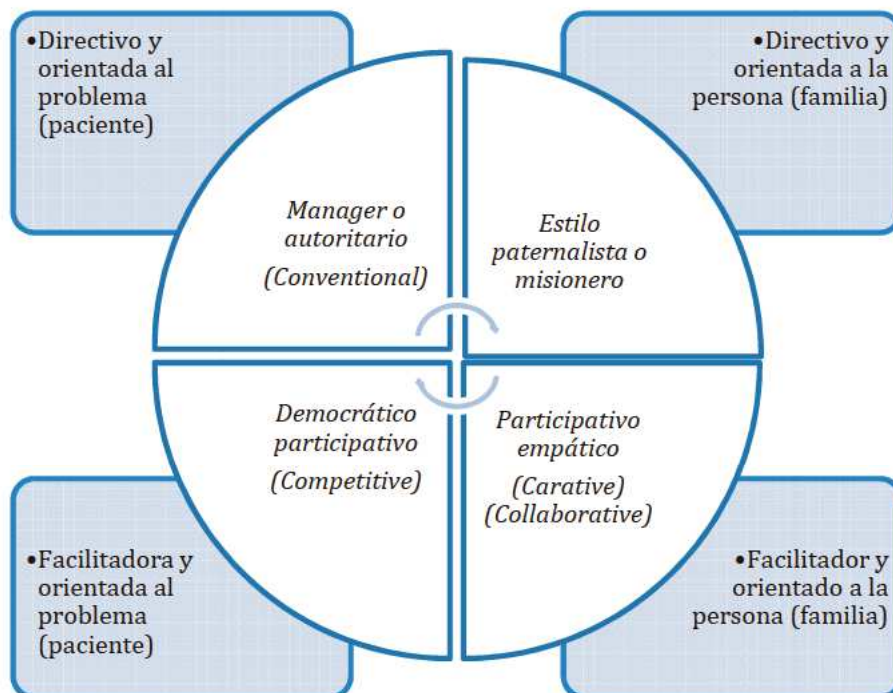 •Directivo y
orientada al
problema
(paciente)
•Directivo y
orientada a la
persona (familia)
Manager o
autoritario
(Conventional)
Estilo
paternalista o
misionero
Democrático
participativo
(Competitive)
Participativo
empático
(Carative)
(Collaborative)
•Facilitadora y
orientada al
problema
(paciente)
•Facilitador y
orientado a la
persona (familia)